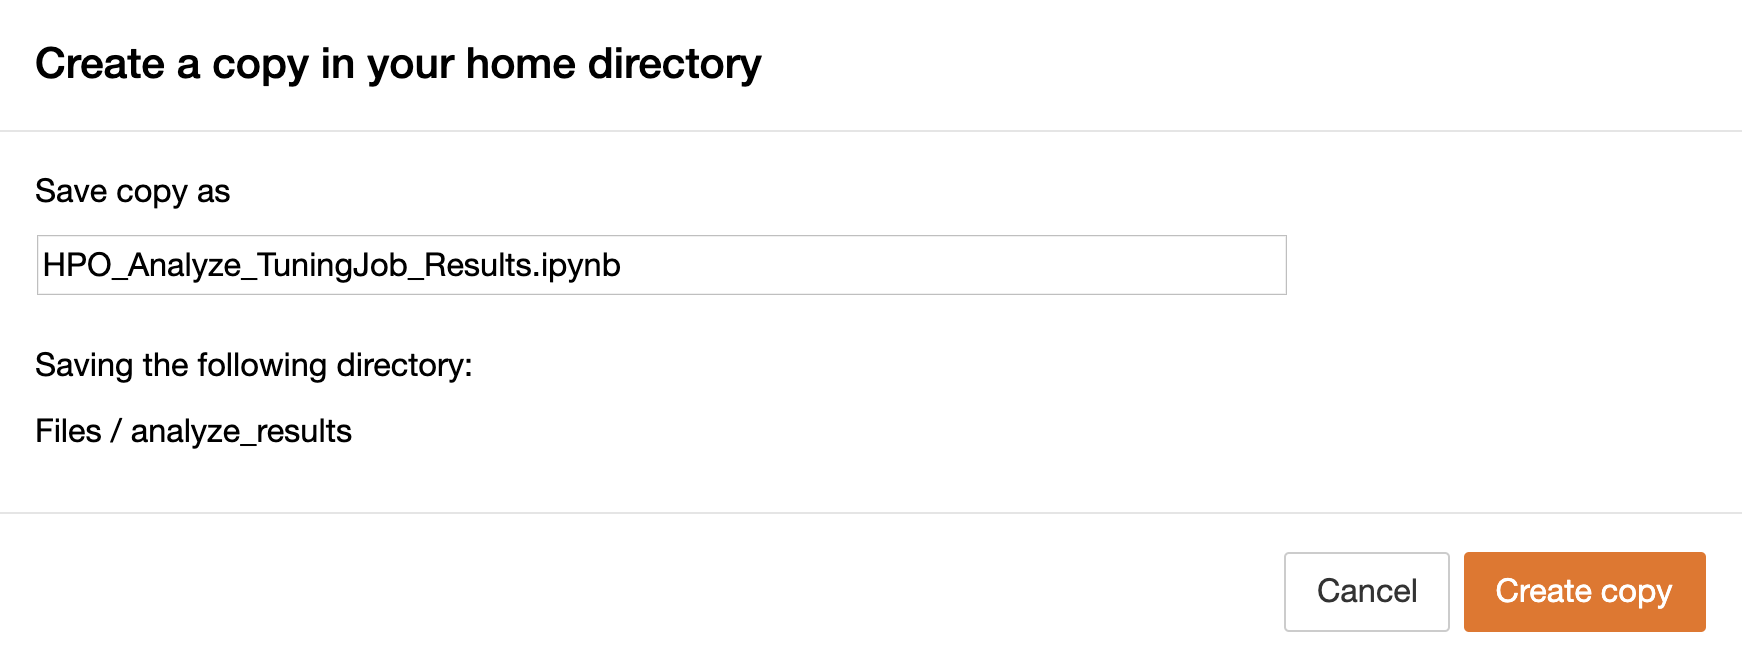 Create a copy in your home directory
Save copy as
HPO_Analyze_TuningJob_Results.ipynb
Saving the following directory:
Files / analyze_results
Cancel
Create copy